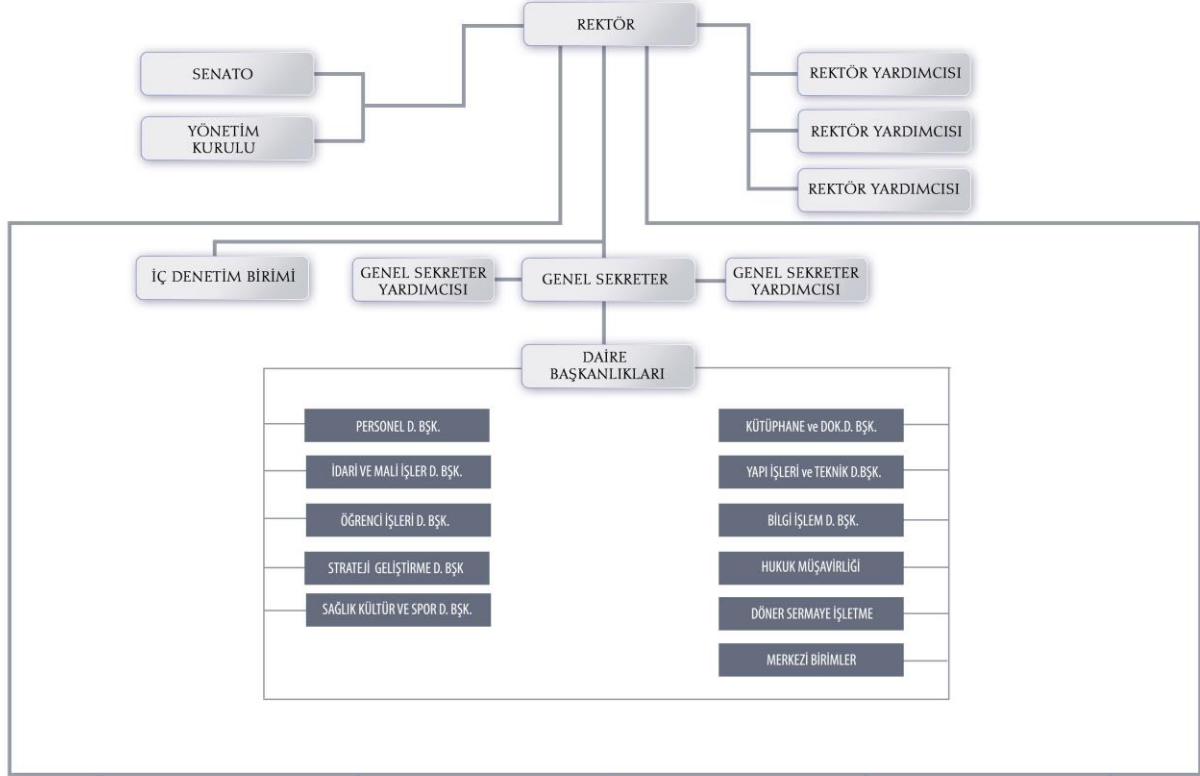 REKTÖR
SENATO
YÖNETİM
KURULU
REKTÖR YARDIMCISI
REKTÖR YARDIMCISI
REKTÖR YARDIMCISI
İÇ DENETİM BİRİMİ
GENEL SEKRETER
YARDIMCISI
GENEL SEKRETER
GENEL SEKRETER
YARDIMCISI
DAİRE
BAŞKANLIKLARI
PERSONEL D. BŞK.
İDARİ VE MALİ İŞLER D. BŞK.
ÖĞRENCİ İŞLERİ D. BŞK.
STRATEJİ GELİŞTİRME D. BŞK
SAĞLIK KÜLTÜR VE SPOR D. BŞK.
KÜTÜPHANE ve DOK.D. BŞK.
YAPI İŞLERİ ve TEKNİK D.BŞK.
BİLGİ İŞLEM D. BŞK.
HUKUK MÜŞAVİRLİĞİ
DÖNER SERMAYE İŞLETME
MERKEZİ BİRİMLER